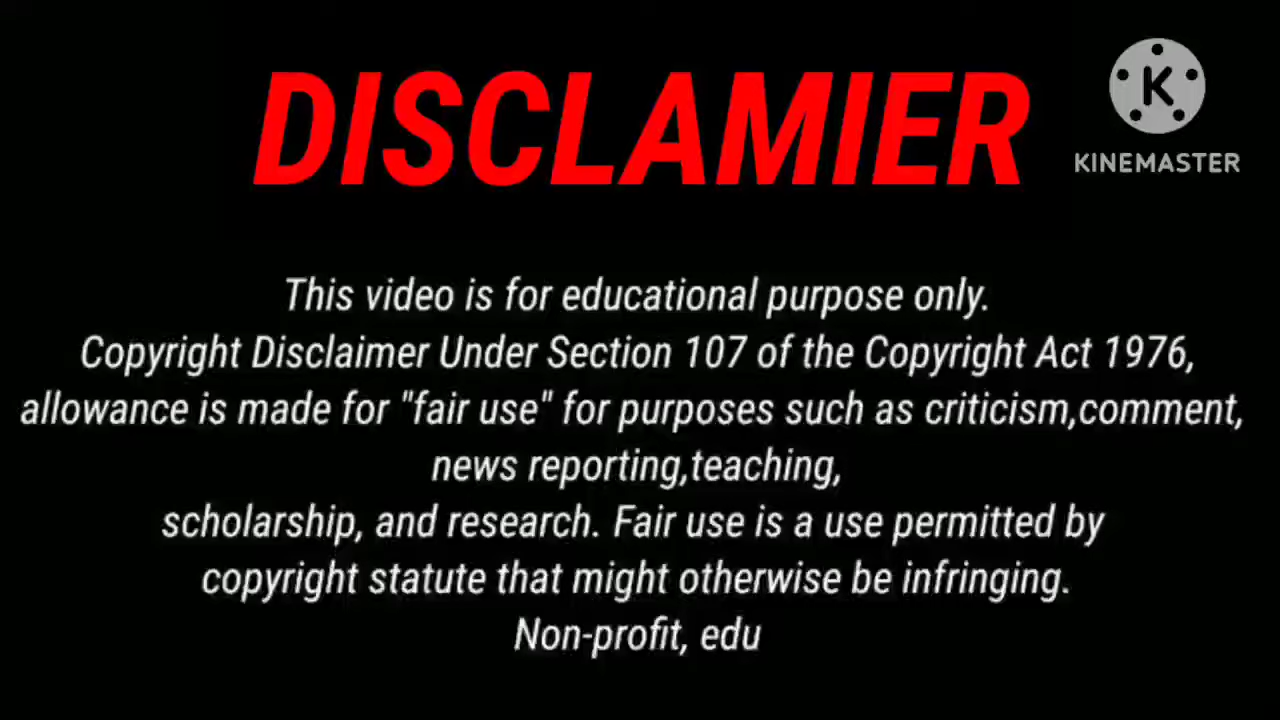 DISCLAMIER
K
KINEMASTER
This video is for educational purpose only.
Copyright Disclaimer Under Section 107 of the Copyright Act 1976,
allowance is made for "fair use" for purposes such as criticism,comment,
news reporting,teaching,
scholarship, and research. Fair use is a use permitted by
copyright statute that might otherwise be infringing.
Non-profit, edu